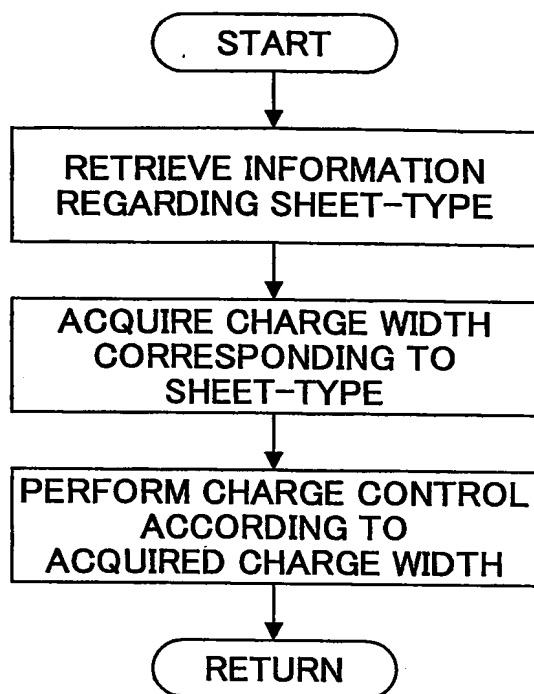 START
RETRIEVE INFORMATION
REGARDING SHEET-TYPE
ACQUIRE CHARGE WIDTH
CORRESPONDING TO
SHEET-TYPE
PERFORM CHARGE CONTROL
ACCORDING TO
ACQUIRED CHARGE WIDTH
RETURN